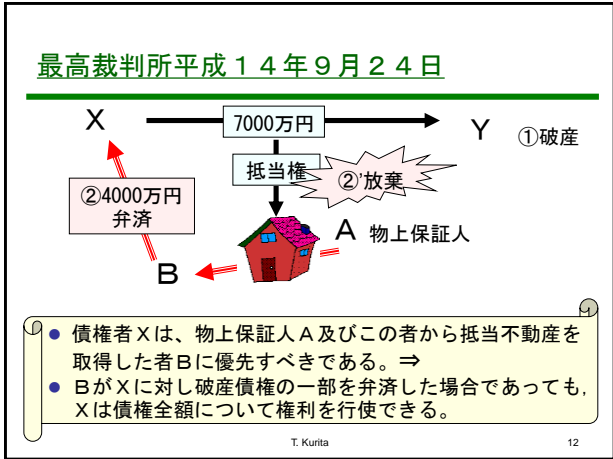 最高裁判所平成１４年９月２４日
X
7000万円
Y
①破産
抵当権
②'放棄
②4000万円
弁済
A 物上保証人
B
● 債権者Ｘは、物上保証人Ａ及びこの者から抵当不動産を
取得した者Ｂに優先すべきである。⇒
● ＢがＸに対し破産債権の一部を弁済した場合であっても,
Ｘは債権全額について権利を行使できる。
T. Kurita
12